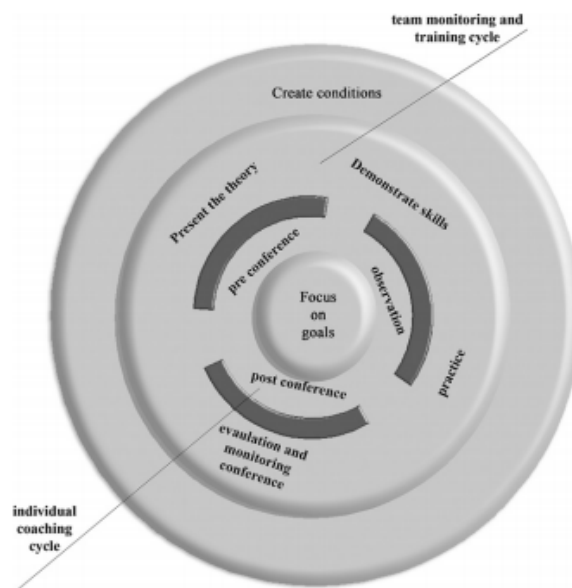 team monitoring and
training cycle
Create conditions
Present the theory
Demonstrate skills
pre conference
observation
Focus
on
goals
practice
post conference
evaulation and
monitoring
conference
individual
coaching
cycle